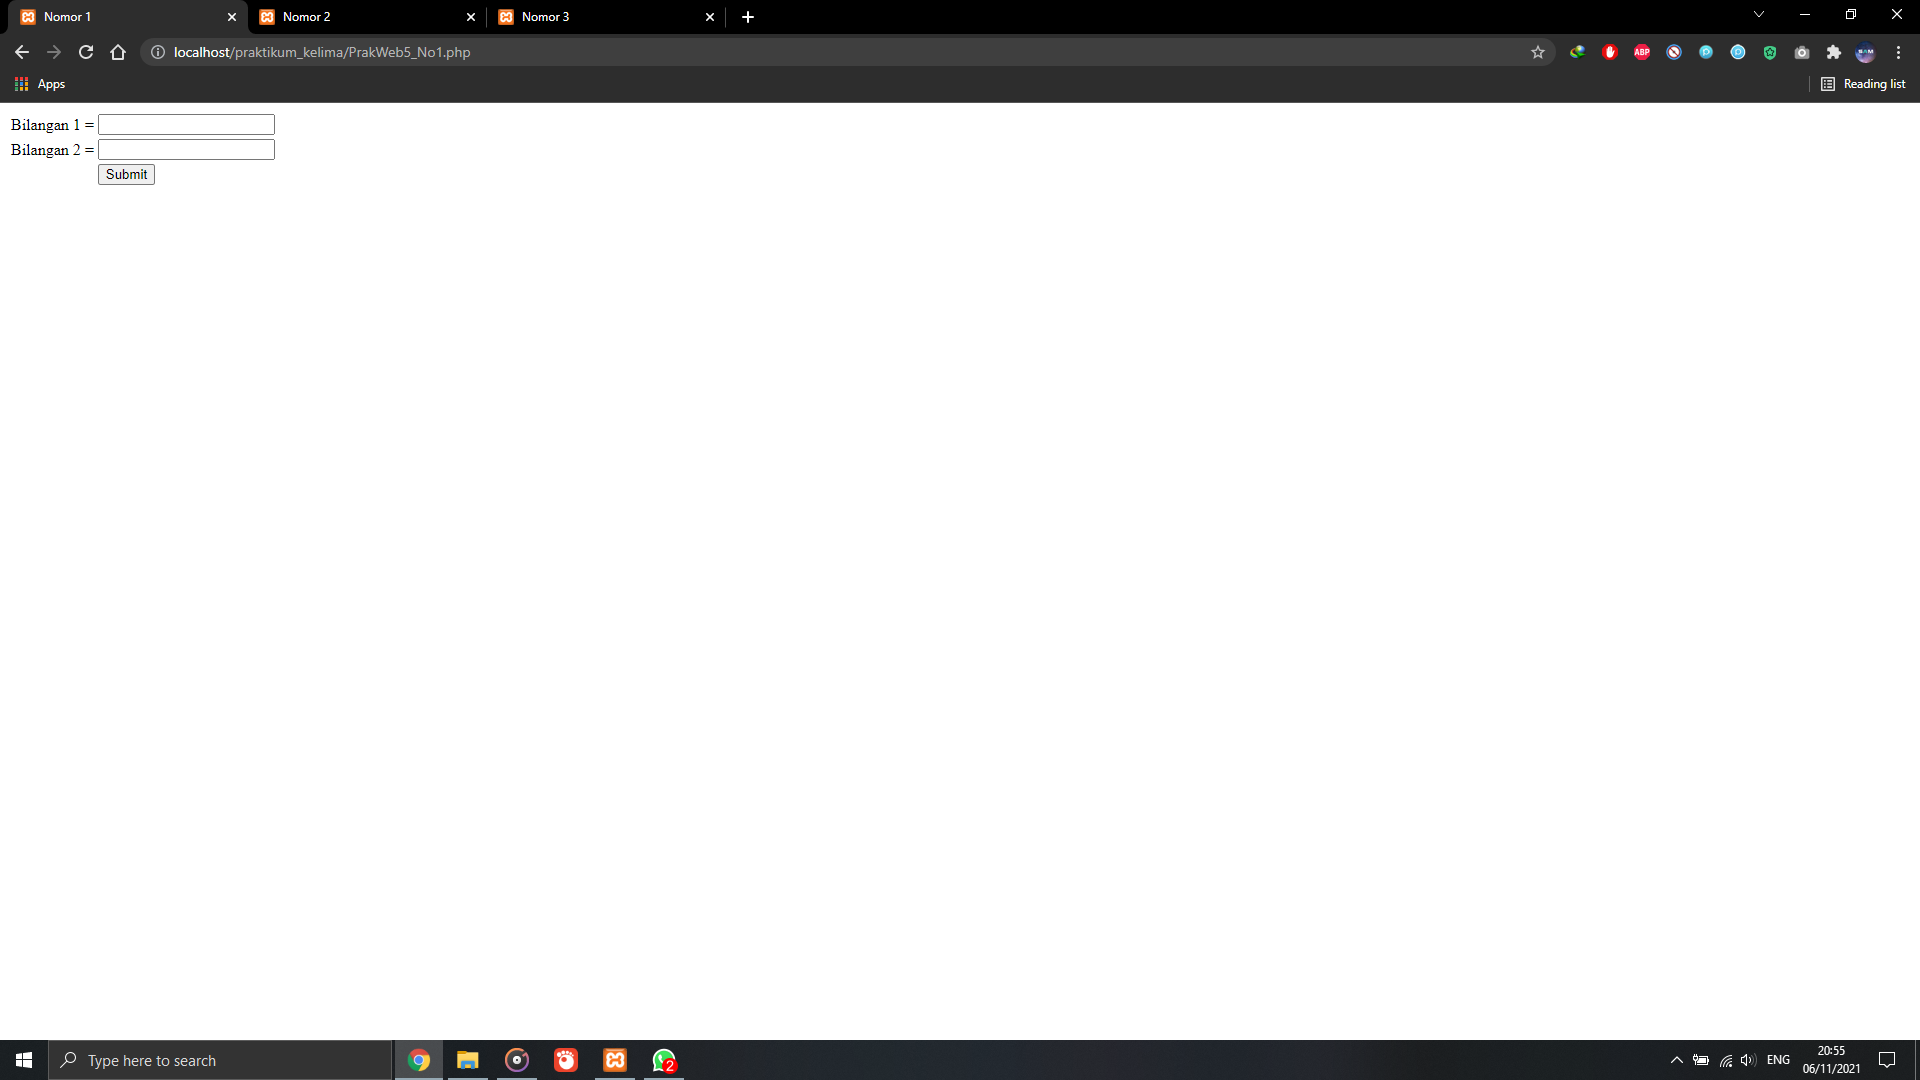 Nomor 1
Nomor 2
Nomor 3
localhost/praktikum_kelima/PrakWeb5_No1.php
ABP
Apps
Reading list
Bilangan 1 =
Bilangan 2 =
Submit
Type here to search
2
ENG
20:55
06/11/2021